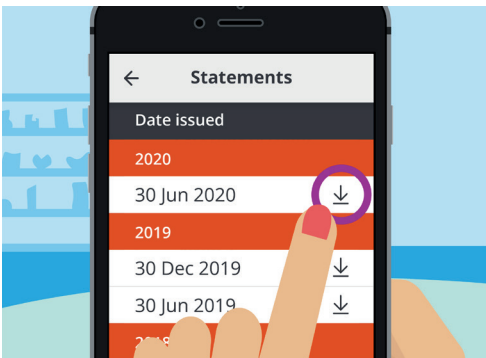 Statements
Date issued
2020
30 Jun 2020
2019
30 Dec 2019
30 Jun 2019